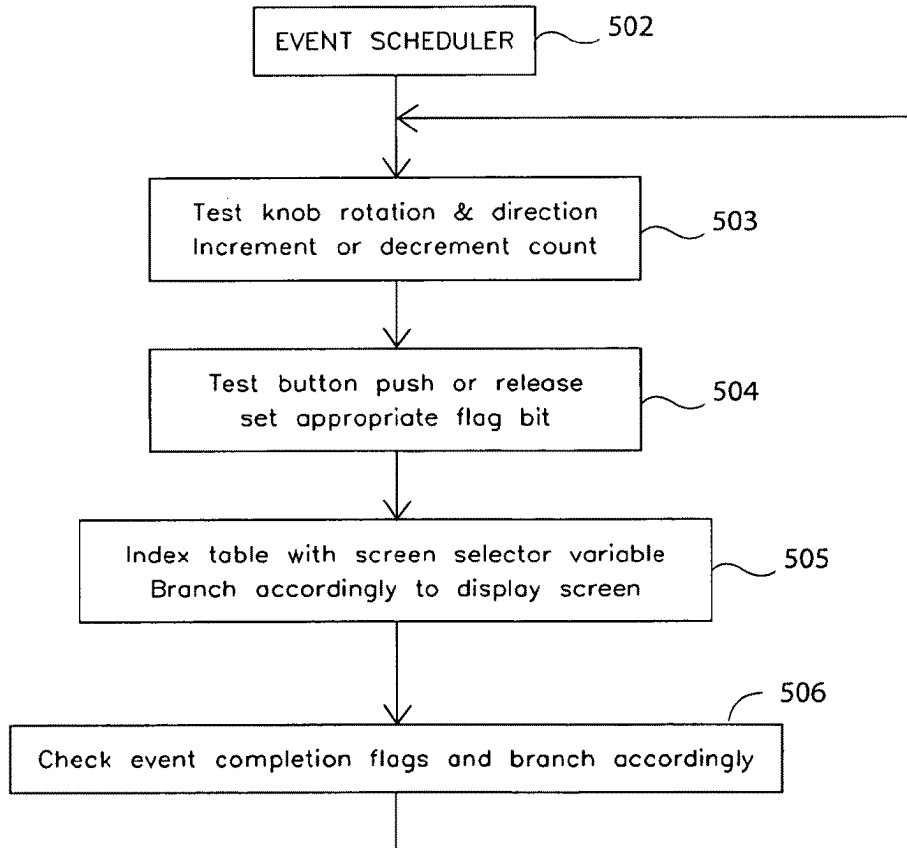 EVENT SCHEDULER
502
Test knob rotation & direction
Increment or decrement count
503
Test button push or release
set appropriate flag bit
504
Index table with screen selector variable
Branch accordingly to display screen
505
506
Check event completion flags and branch accordingly